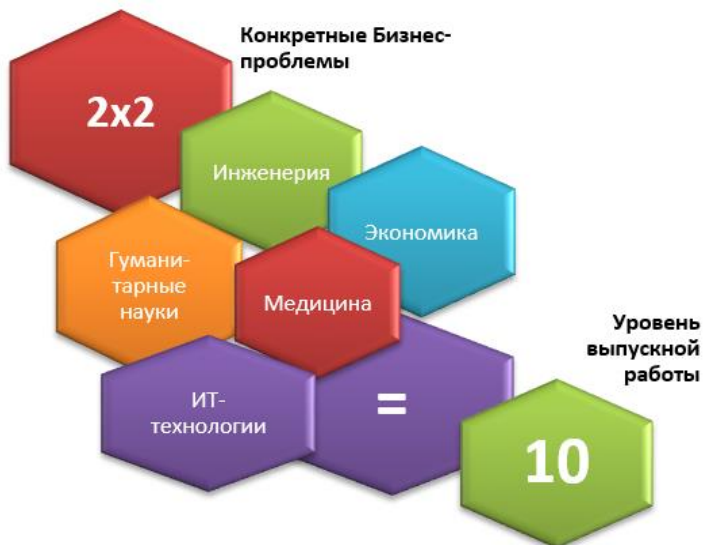 Конкретные Бизнес-
проблемы
2x2
Инженерия
Экономика
Гумани-
тарные
науки
Медицина
ИТ-
технологии
=
Уровень
выпускной
работы
10